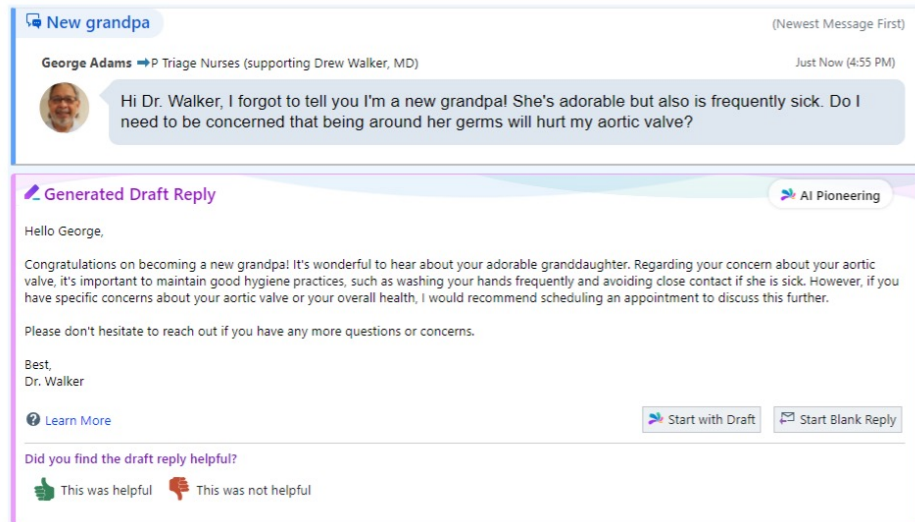 New grandpa
(Newest Message First)
George Adams ➡P Triage Nurses (supporting Drew Walker, MD)
Just Now (4:55 PM)
Hi Dr. Walker, I forgot to tell you I'm a new grandpa! She's adorable but also is frequently sick. Do I
need to be concerned that being around her germs will hurt my aortic valve?
Generated Draft Reply
AI Pioneering
Hello George,
Congratulations on becoming a new grandpa! It's wonderful to hear about your adorable granddaughter. Regarding your concern about your aortic
valve, it's important to maintain good hygiene practices, such as washing your hands frequently and avoiding close contact if she is sick. However, if you
have specific concerns about your aortic valve or your overall health, I would recommend scheduling an appointment to discuss this further.
Please don't hesitate to reach out if you have any more questions or concerns.
Best,
Dr. Walker
Learn More
Start with Draft
Start Blank Reply
Did you find the draft reply helpful?
This was helpful
This was not helpful